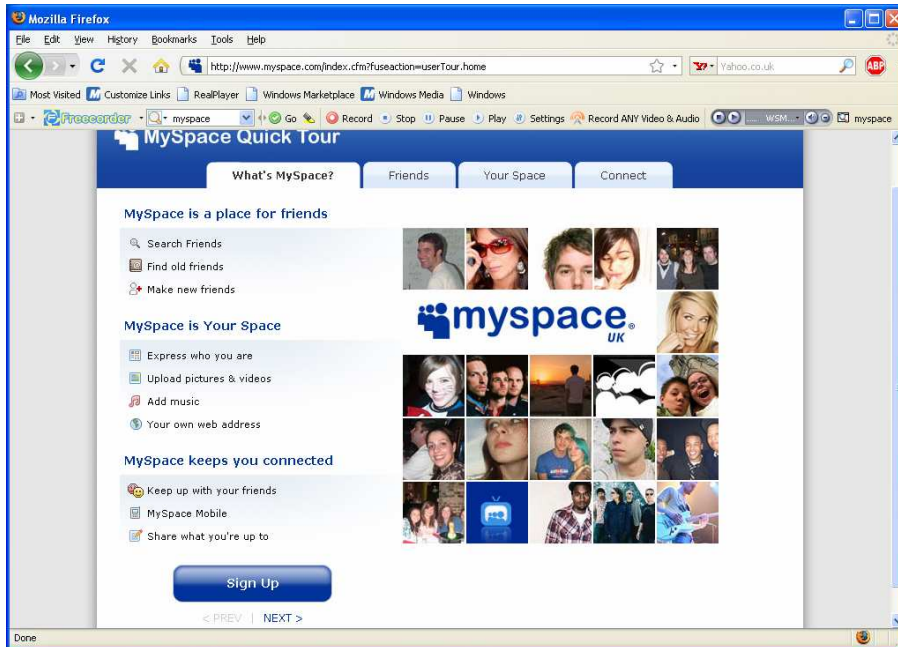 Mozilla Firefox
File Edit View History Bookmarks Tools Help
http://www.myspace.com/index.cfm?fuseaction=userTour.home Yahoo.co.uk ABP
Most Visited Customize Links RealPlayer Windows Marketplace Windows Media Windows
Freecorder myspace Go Record Stop Pause Play Settings Record ANY Video & Audio WSM... myspace
MySpace Quick Tour
What's MySpace? Friends Your Space Connect
MySpace is a place for friends
Search Friends
Find old friends
Make new friends
myspace®
UK
MySpace is Your Space
Express who you are
Upload pictures & videos
Add music
Your own web address
MySpace keeps you connected
Keep up with your friends
MySpace Mobile
Share what you're up to
Sign Up
< PREV | NEXT >
Done